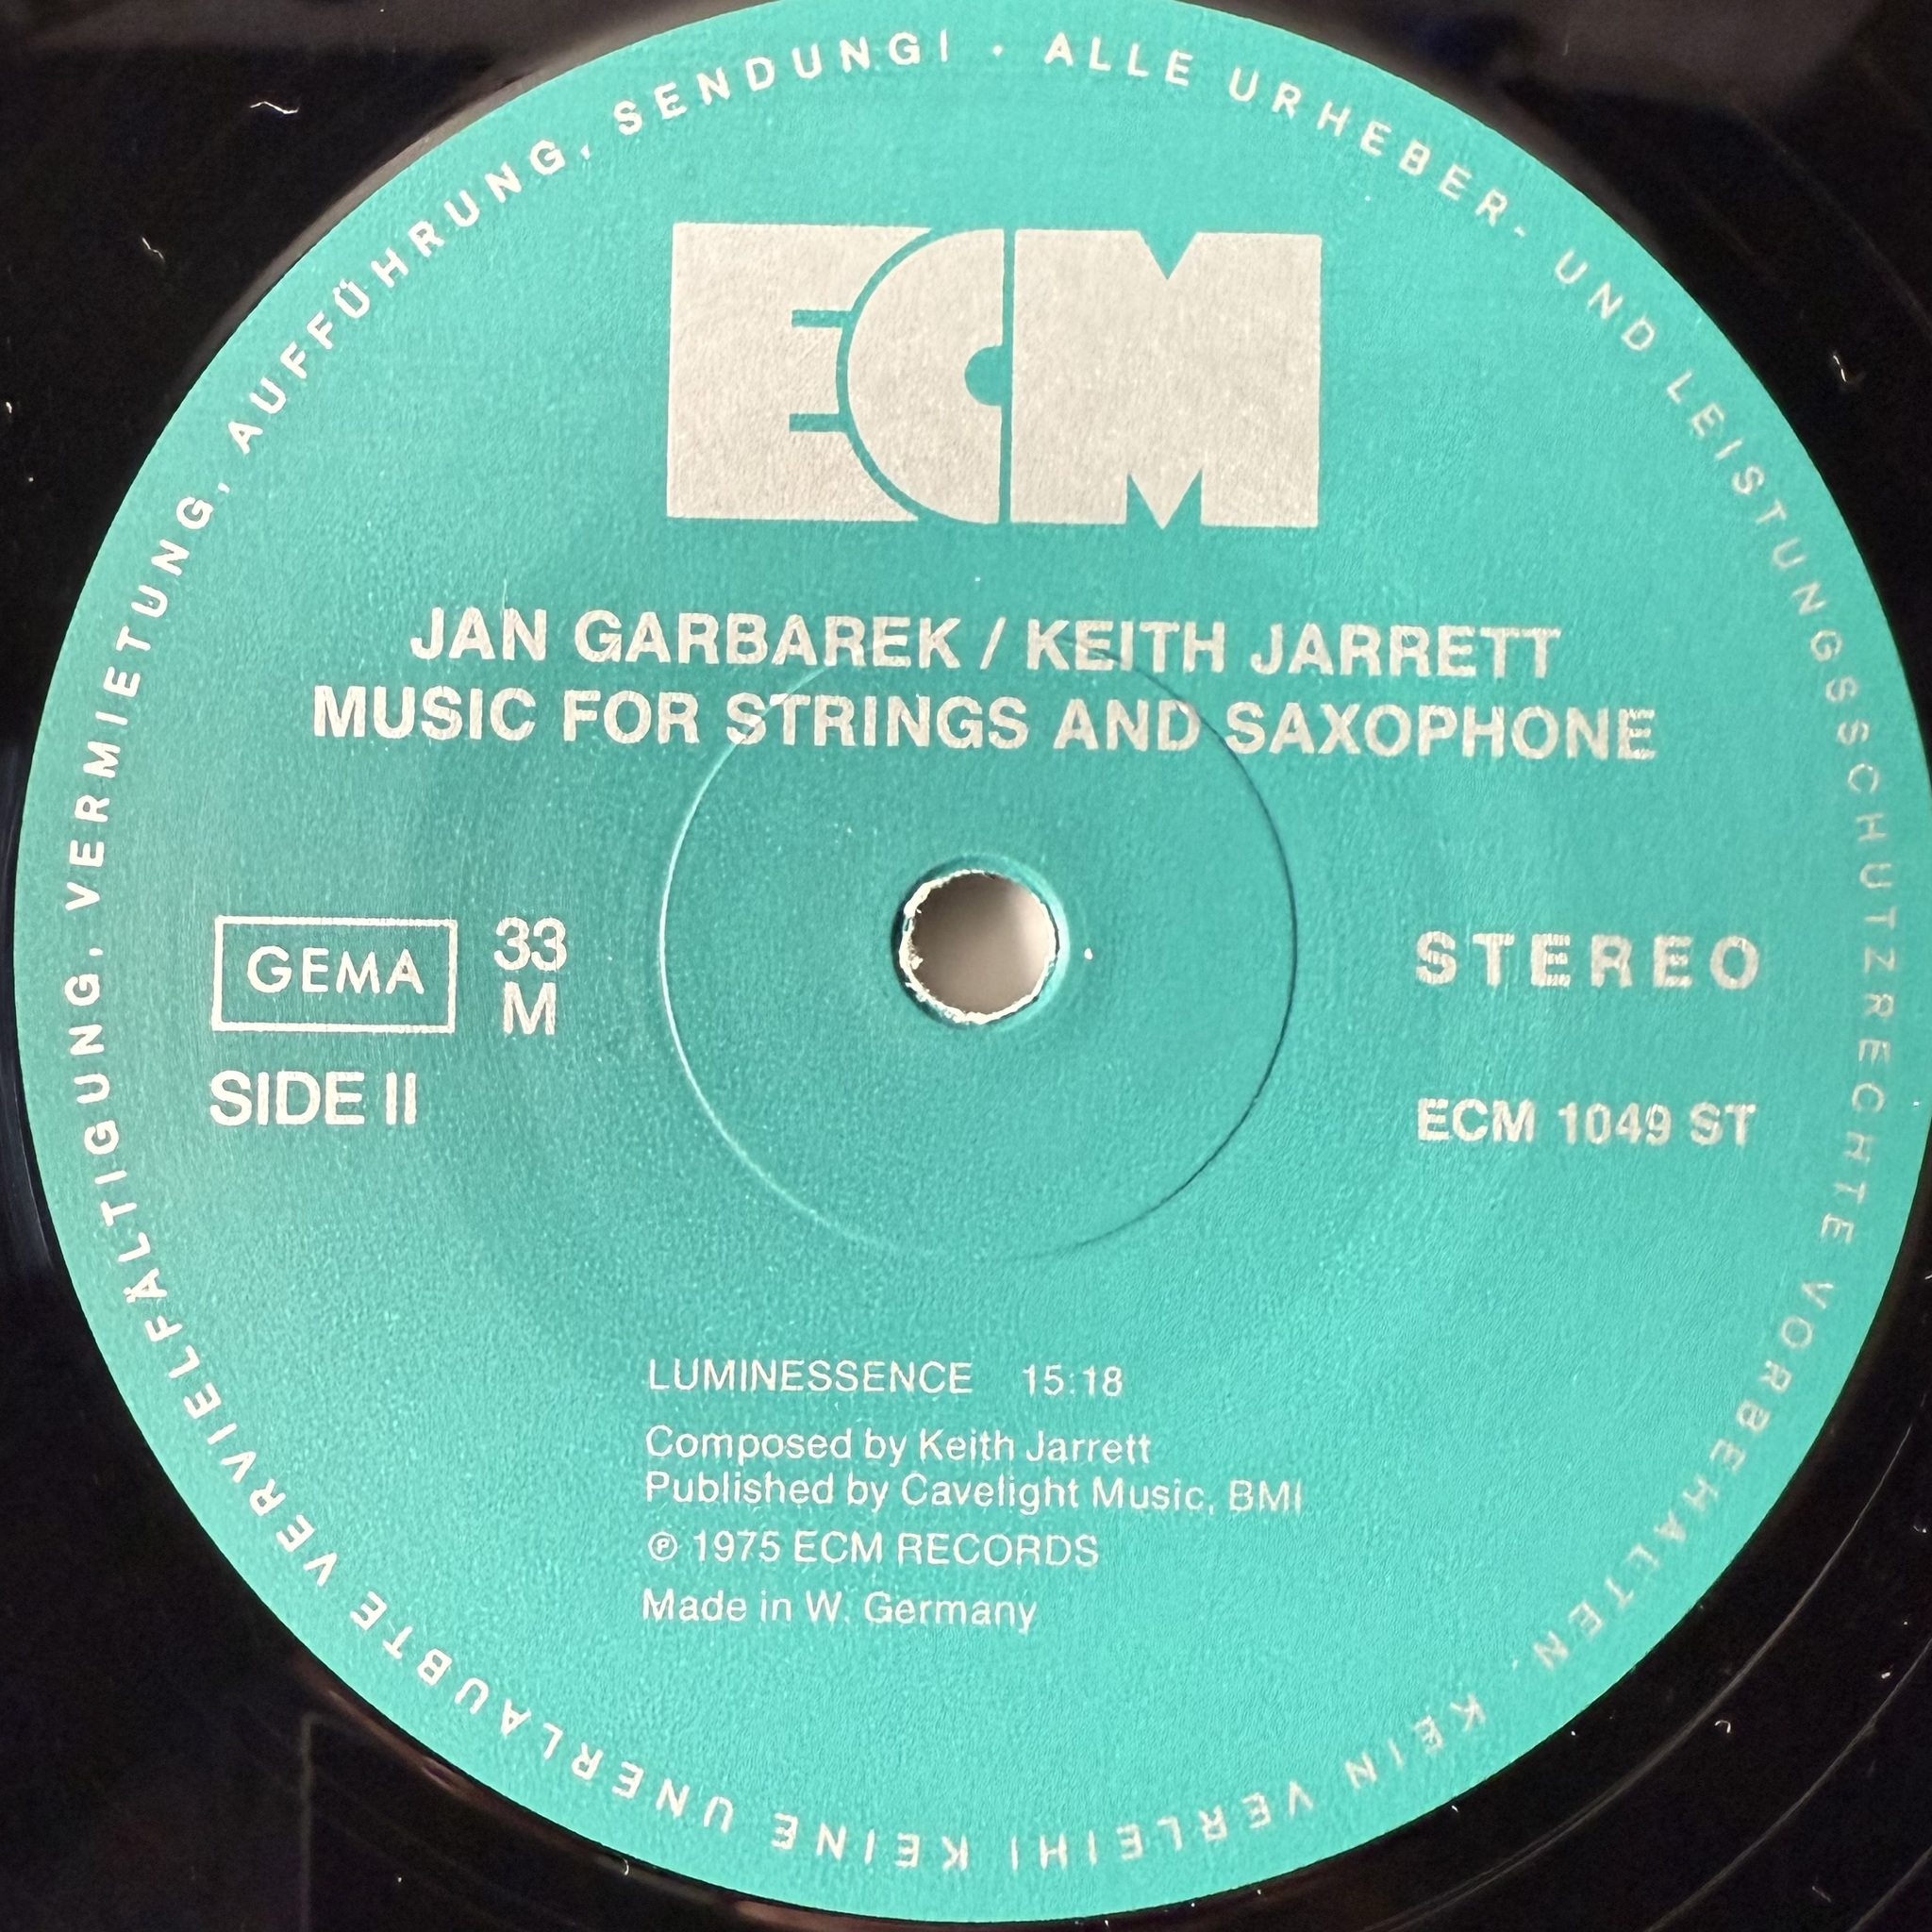 ECM
JAN GARBAREK / KEITH JARRETT
MUSIC FOR STRINGS AND SAXOPHONE
GEMA
33
M
SIDE II
STEREO
ECM 1049 ST
LUMINESSENCE 15:18
Composed by Keith Jarrett
Published by Cavelight Music, BMI
℗ 1975 ECM RECORDS
Made in W. Germany
ALLE URHEBER- UND LEISTUNGSSCHUTZRECHTE VORBEHALTEN. KEIN VERLEIH! KEINE UNERLAUBTE VERVIELFÄLTIGUNG, VERMIETUNG, AUFFÜHRUNG, SENDUNG! ·